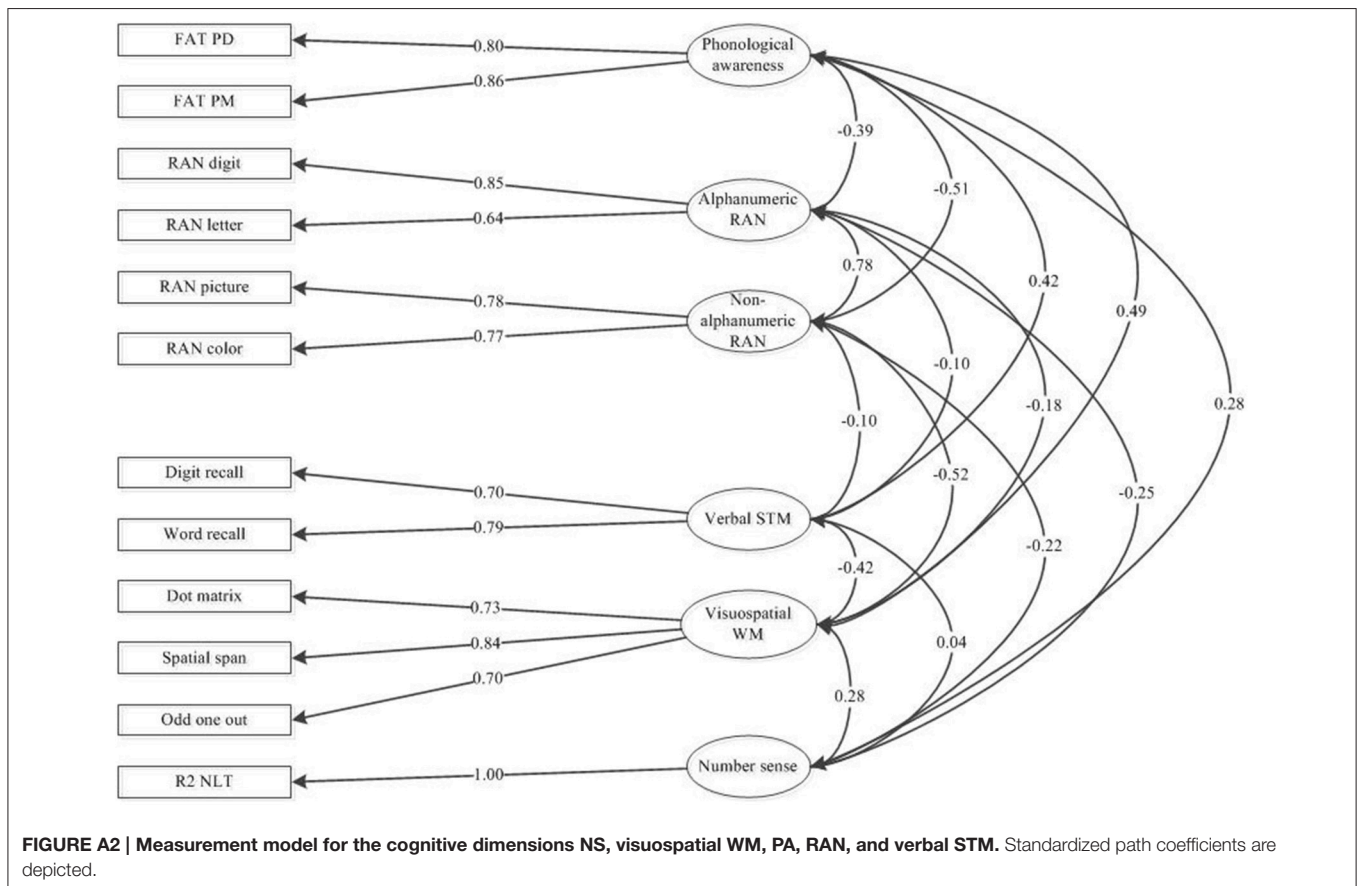 FAT PD
FAT PM
RAN digit
RAN letter
RAN picture
RAN color
Digit recall
Word recall
Dot matrix
Spatial span
Odd one out
R2 NLT
0.80
0.86
0.85
0.64
0.78
0.77
0.70
0.79
0.73
0.84
0.70
1.00
Phonological
awareness
Alphanumeric
RAN
Non-
alphanumeric
RAN
Verbal STM
Visuospatial
WM
Number sense
-0.39
-0.51
0.78
0.42
0.49
-0.10
-0.18
0.28
-0.10
-0.52
-0.25
-0.22
-0.42
0.04
0.28
FIGURE A2 | Measurement model for the cognitive dimensions NS, visuospatial WM, PA, RAN, and verbal STM. Standardized path coefficients are
depicted.